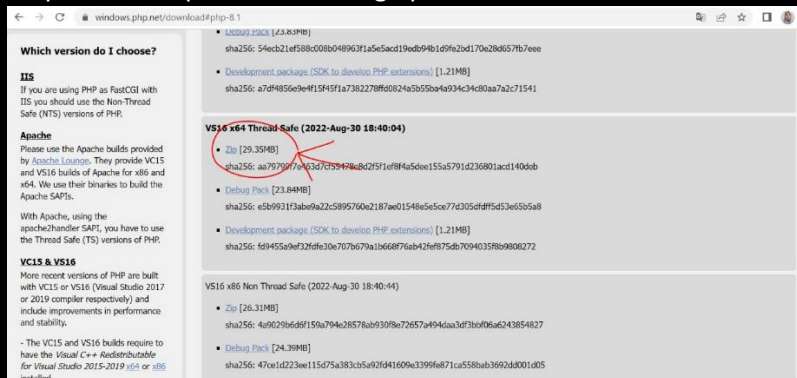 windows.php.net/download#php-8.1
Which version do I choose?
IIS
If you are using PHP as FastCGI with
IIS you should use the Non-Thread
Safe (NTS) versions of PHP.
Apache
Please use the Apache builds provided
by Apache Lounge. They provide VC15
and VS16 builds of Apache for x86 and
x64. We use their binaries to build the
Apache SAPIs.
With Apache, using the
apache2handler SAPI, you have to use
the Thread Safe (TS) versions of PHP.
VC15 & VS16
More recent versions of PHP are built
with VC15 or VS16 (Visual Studio 2017
or 2019 compiler respectively) and
include improvements in performance
and stability.
- The VC15 and VS16 builds require to
have the Visual C++ Redistributable
for Visual Studio 2015-2019 x64 or x86
installed
Debug Pack [23.83MB]
sha256: 54ecb21ef588c008b048963f1a5e5acd19edb94b1d9fe2bd170e28d657fb7eee
Development package (SDK to develop PHP extensions) [1.21MB]
sha256: a7df4856e9e4f15f45f1a7382278ffd0824a5b55ba4a934c34c80aa7a2c71541
VS16 x64 Thread Safe (2022-Aug-30 18:40:04)
Zip [29.35MB]
sha256:
Debug Pack [23.84MB]
sha256: e5b9931f3abe9a22c5895760e2187ae01548e5e5ce77d305dfdff5d53e65b5a8
Development package (SDK to develop PHP extensions) [1.21MB]
sha256: fd9455a9ef32fdfe30e707b679a1b668f76ab42fef875db7094035f8b9808272
VS16 x86 Non Thread Safe (2022-Aug-30 18:40:44)
Zip [26.31MB]
sha256: 4a9029b6d6f159a794e28578ab930f8e72657a494daa3df3bbf06a6243854827
Debug Pack [24.39MB]
sha256: 47ce1d223ee115d75a383cb5a92fd41609e3399fe871ca558bab3692dd001d05